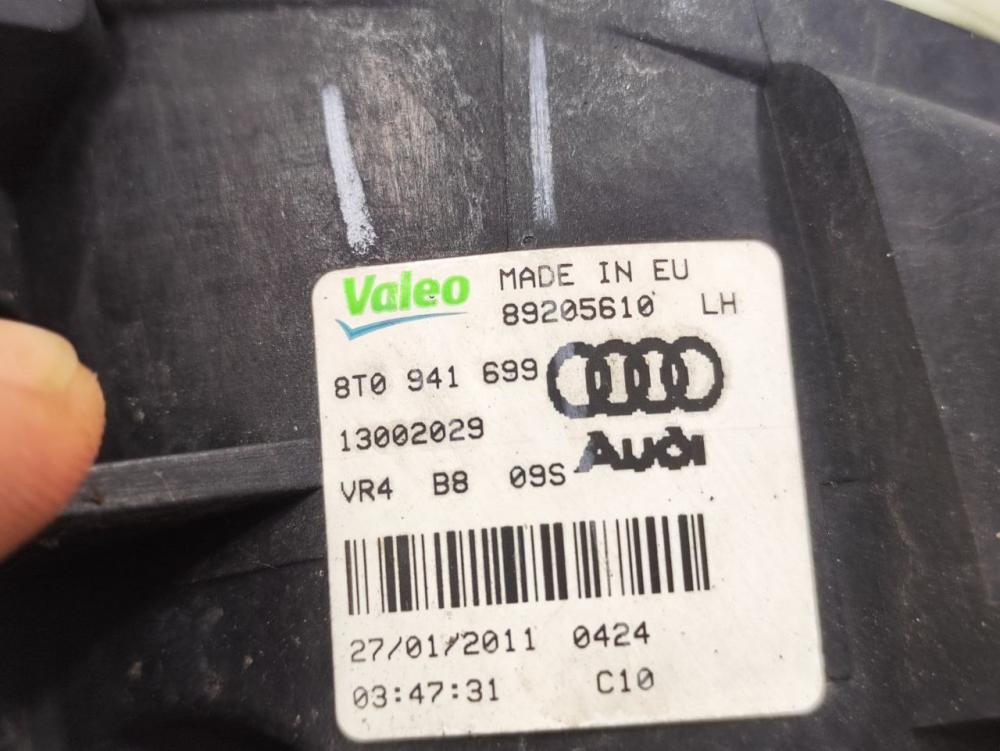 Valeo MADE IN EU
89205610 LH
8T0 941 699
13002029 Audi
VR4 B8 09S
27/01/2011 0424
03:47:31 C10